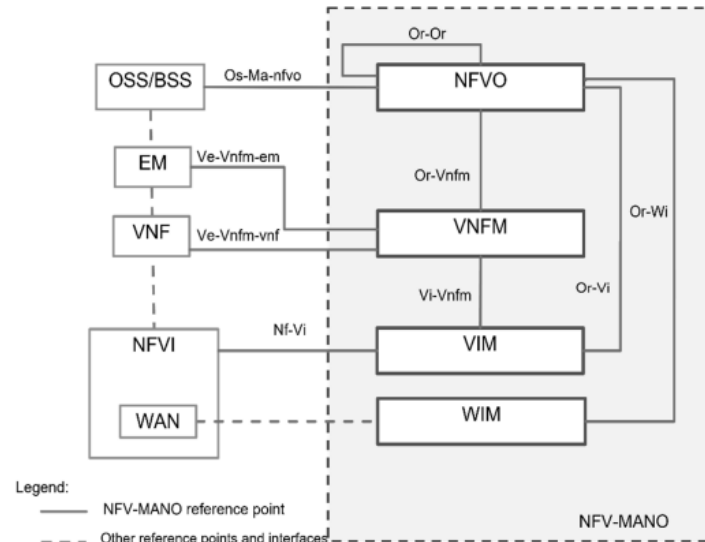 Or-Or
OSS/BSS
Os-Ma-nfvo
NFVO
EM
Ve-Vnfm-em
Or-Vnfm
Or-Wi
VNF
Ve-Vnfm-vnf
VNFM
Vi-Vnfm
Or-Vi
NFVI
Nf-Vi
VIM
WAN
WIM
Legend:
NFV-MANO reference point
NFV-MANO
Other reference points and interfaces